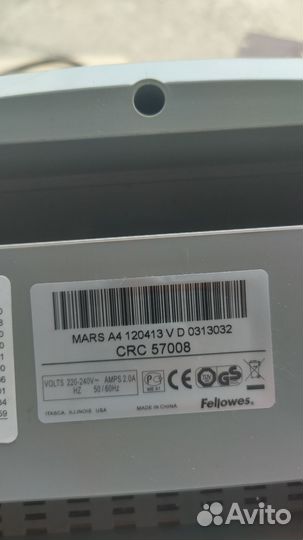 MARS A4 120413 V D 0313032
CRC 57008
VOLTS 220-240V~ AMPS 2.0A
HZ 50/60Hz
ITASCA, ILLINOIS USA
MADE IN CHINA
Fellowes.
Avito